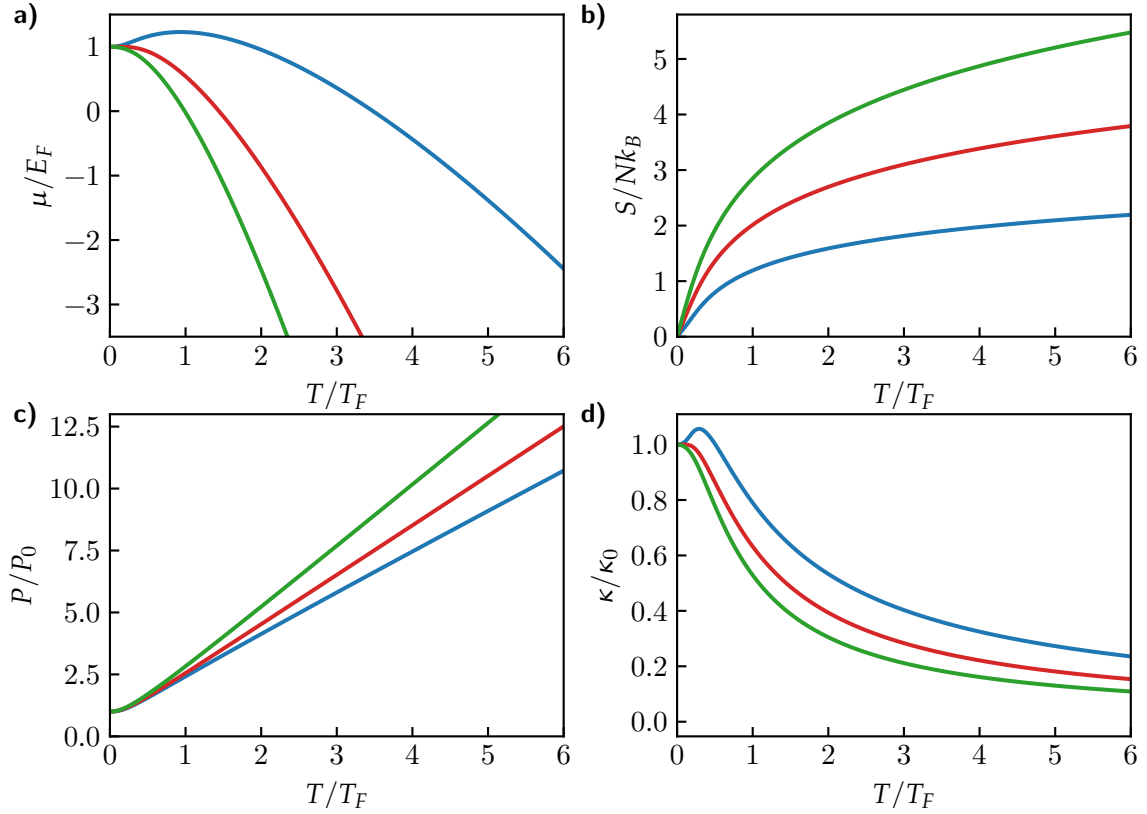 a)
μ/E_F
1
0
−1
−2
−3
0 1 2 3 4 5 6
T/T_F
b)
S/Nk_B
5
4
3
2
1
0
0 1 2 3 4 5 6
T/T_F
c)
P/P_0
12.5
10.0
7.5
5.0
2.5
0.0
0 1 2 3 4 5 6
T/T_F
d)
κ/κ_0
1.0
0.8
0.6
0.4
0.2
0.0
0 1 2 3 4 5 6
T/T_F